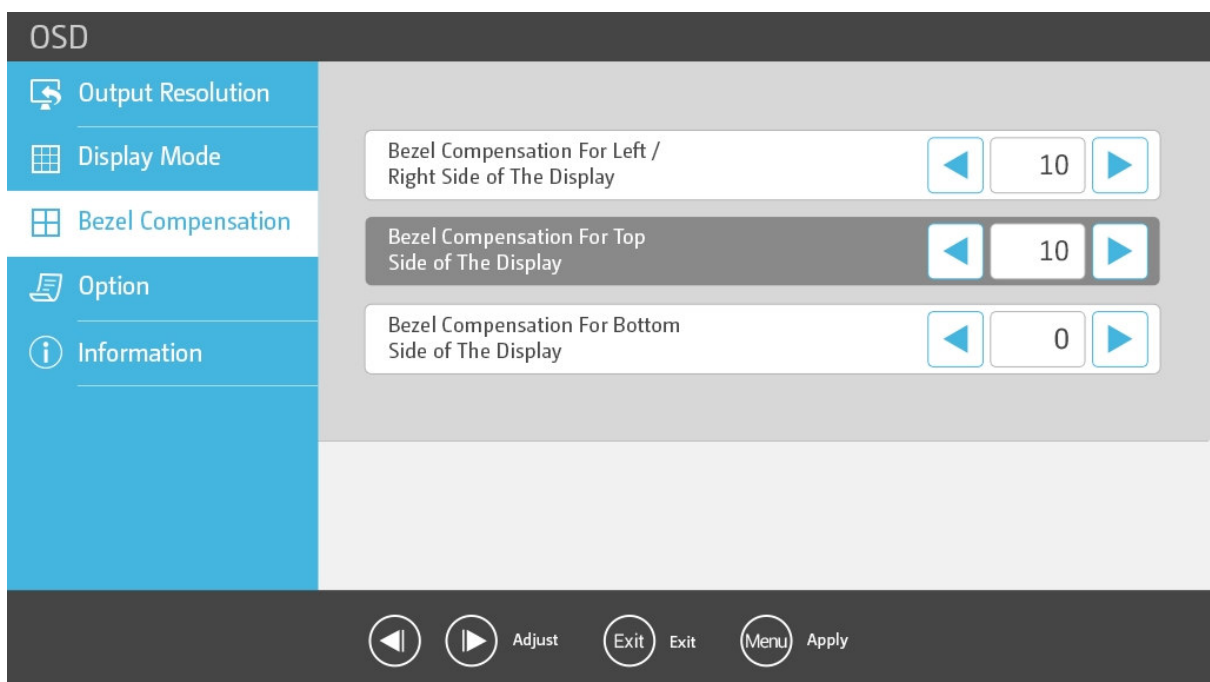 OSD
Output Resolution
Display Mode
Bezel Compensation
Option
Information
Bezel Compensation For Left /
Right Side of The Display
10
Bezel Compensation For Top
Side of The Display
10
Bezel Compensation For Bottom
Side of The Display
0
Adjust
Exit Exit
Menu Apply